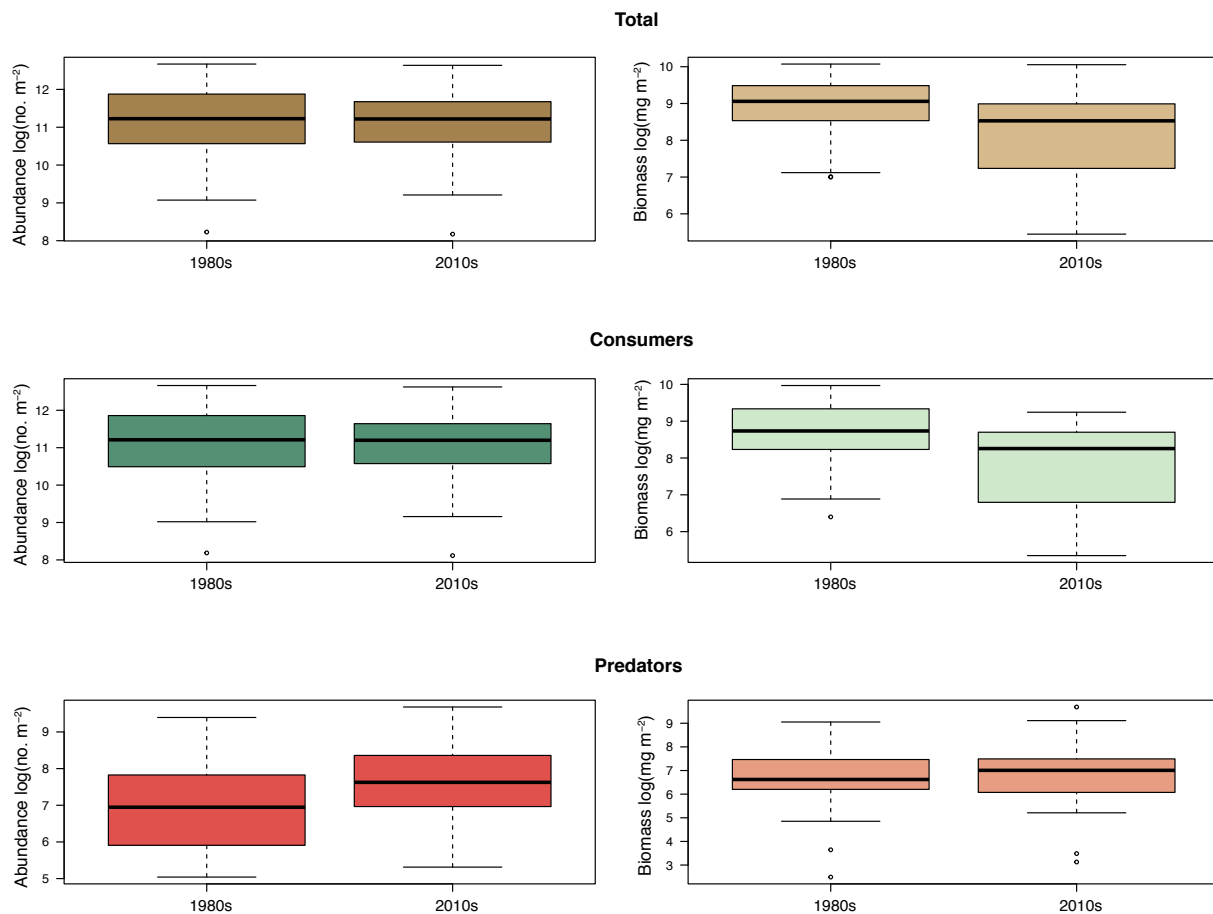 Total
Abundance log(no. m⁻²)
12
11
10
9
8
1980s
2010s
Biomass log(mg m⁻²)
10
9
8
7
6
1980s
2010s
Consumers
Abundance log(no. m⁻²)
12
11
10
9
8
1980s
2010s
Biomass log(mg m⁻²)
10
9
8
7
6
1980s
2010s
Predators
Abundance log(no. m⁻²)
9
8
7
6
5
1980s
2010s
Biomass log(mg m⁻²)
9
8
7
6
5
4
3
1980s
2010s